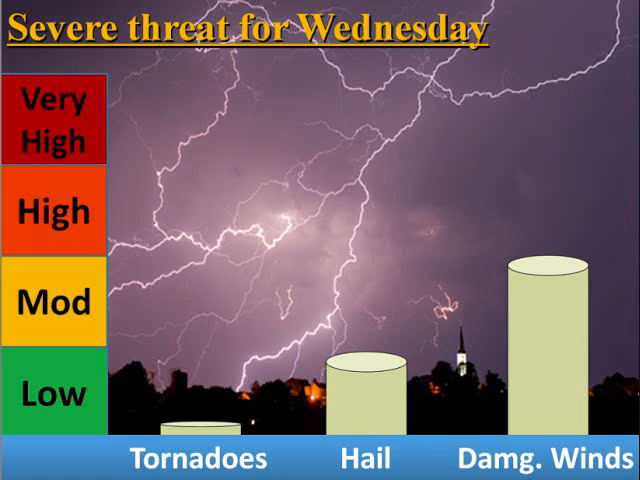 Severe threat for Wednesday
Very
High
High
Mod
Low
Tornadoes Hail Damg. Winds